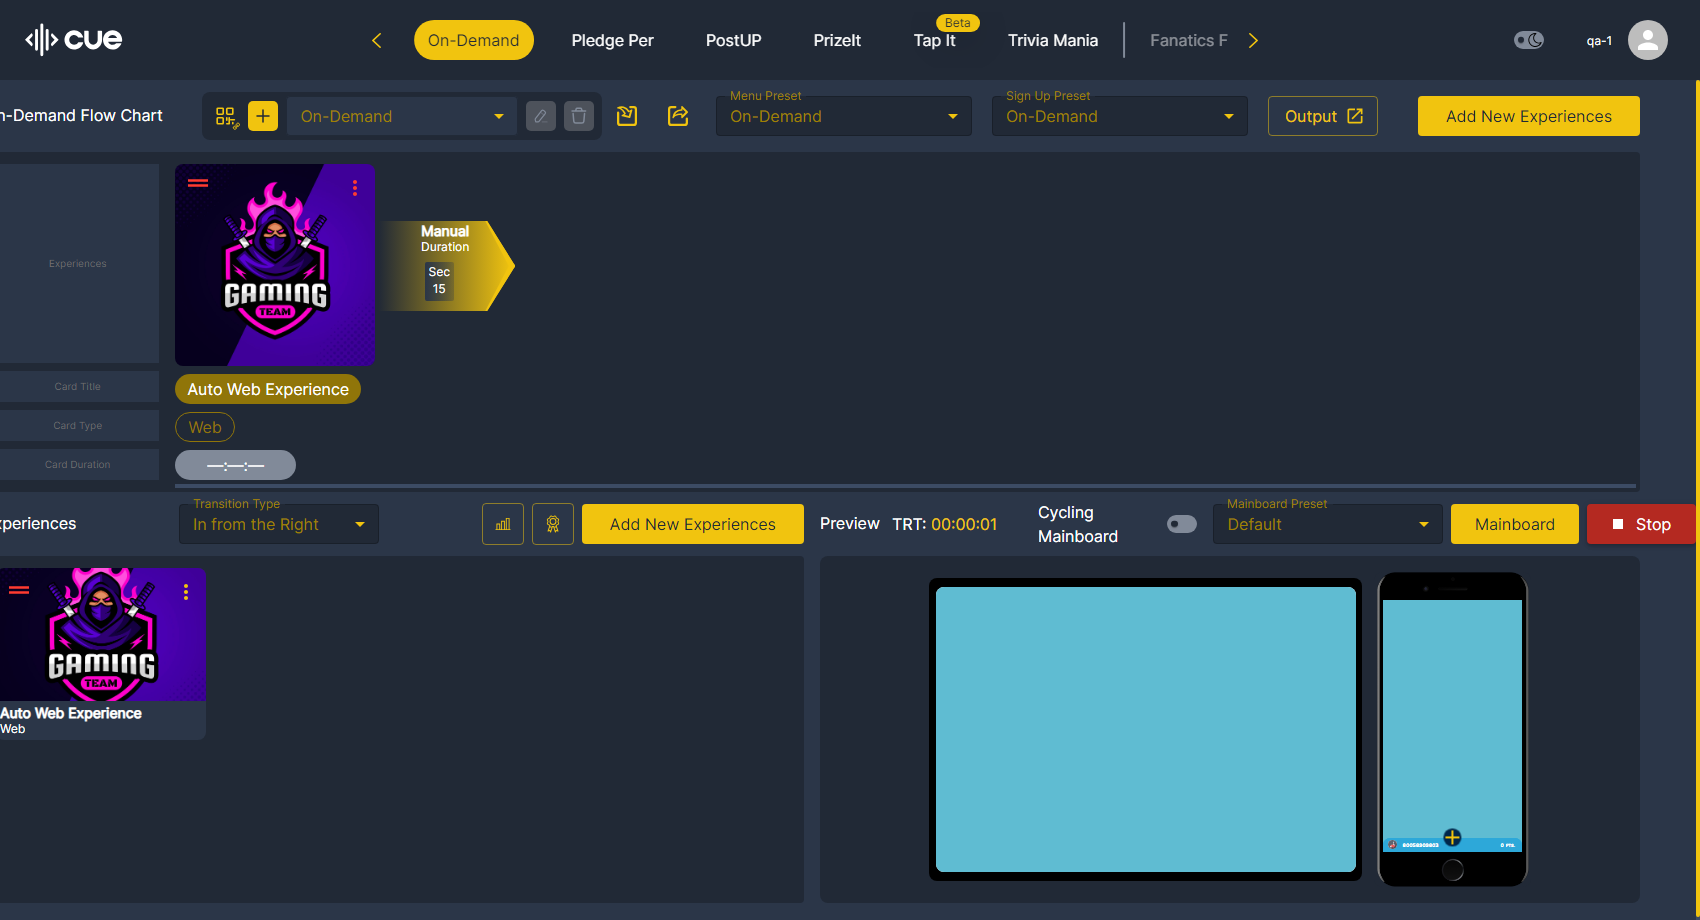 cue
On-Demand
Pledge Per
PostUP
PrizeIt
Beta
Tap It
Trivia Mania
Fanatics F
qa-1
n-Demand Flow Chart
On-Demand
Menu Preset
On-Demand
Sign Up Preset
On-Demand
Output
Add New Experiences
Experiences
GAMING
TEAM
Manual
Duration
Sec
15
Card Title
Auto Web Experience
Card Type
Web
Card Duration
—:—:—
xperiences
Transition Type
In from the Right
Add New Experiences
Preview
TRT: 00:00:01
Cycling
Mainboard
Mainboard Preset
Default
Mainboard
Stop
GAMING
TEAM
Auto Web Experience
Web
0 Pts.